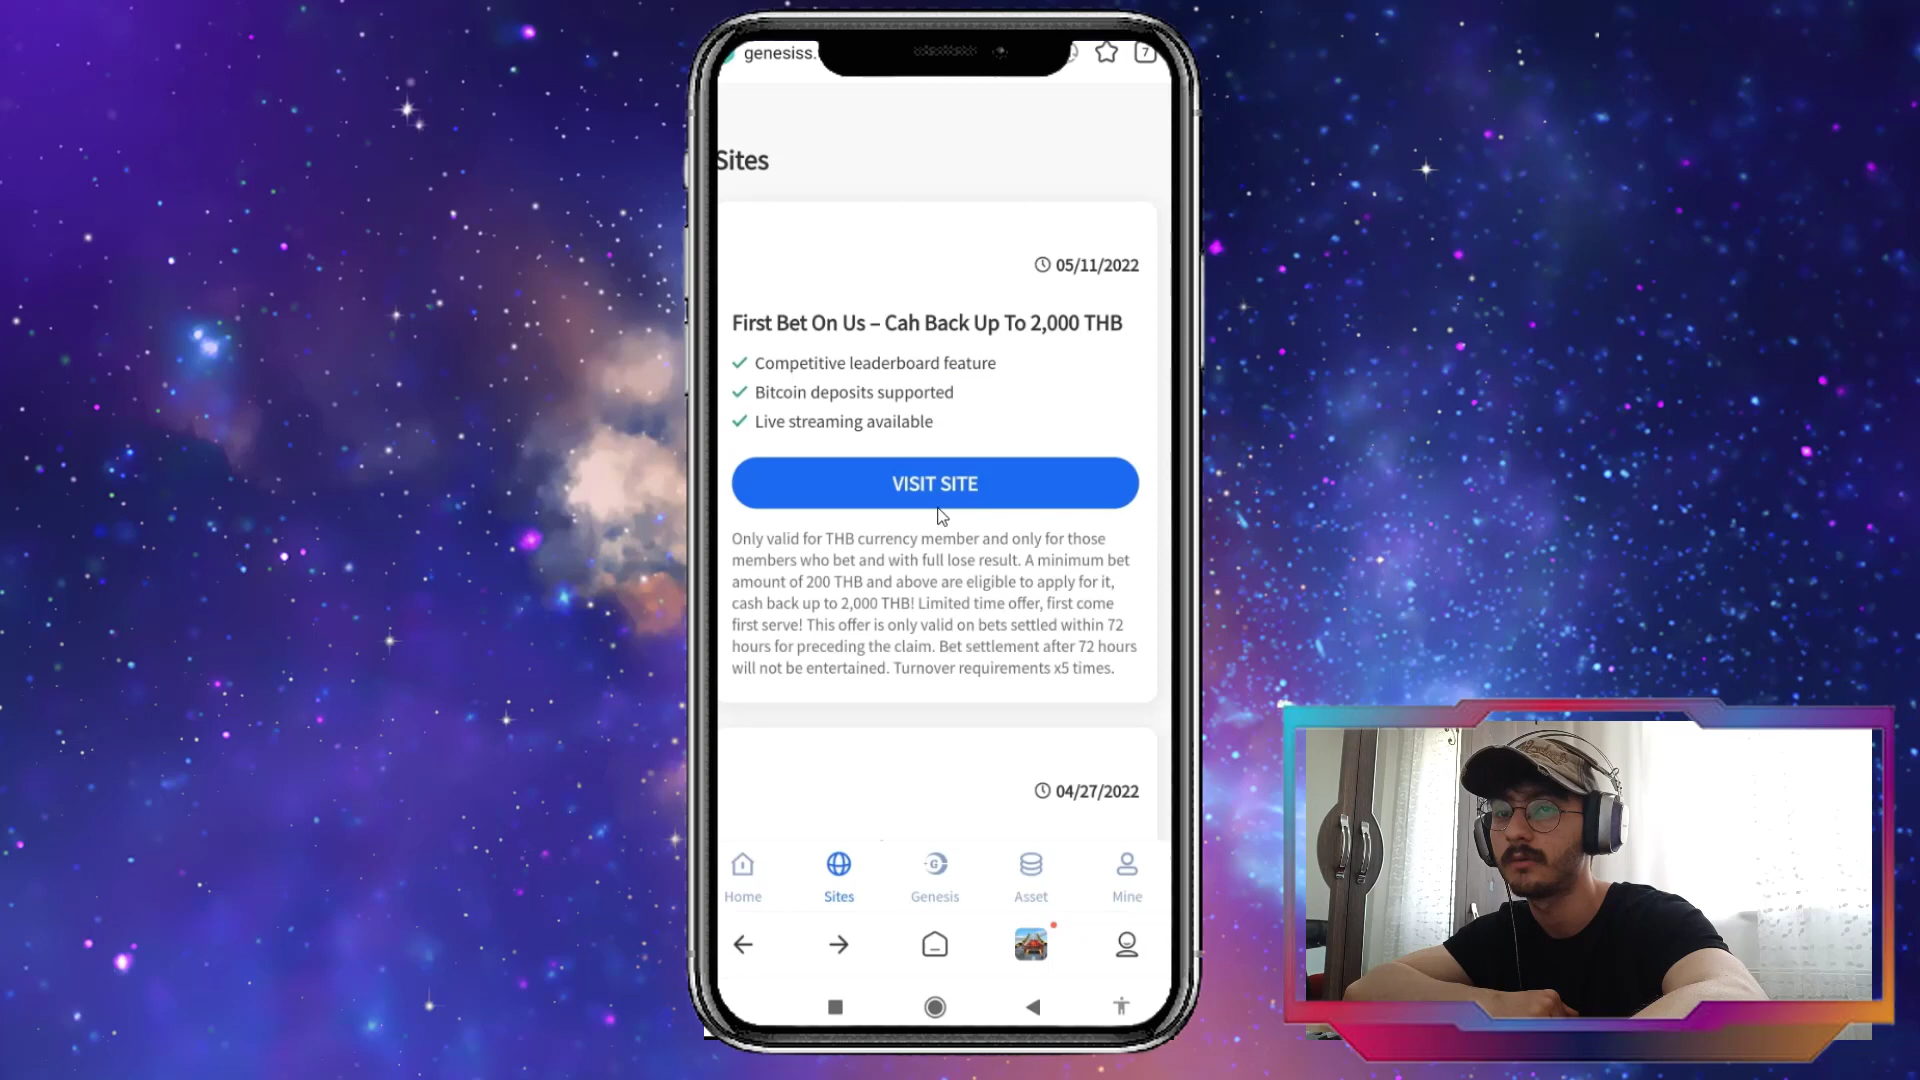 genesiss.
7
Sites
05/11/2022
First Bet On Us – Cah Back Up To 2,000 THB
Competitive leaderboard feature
Bitcoin deposits supported
Live streaming available
VISIT SITE
Only valid for THB currency member and only for those
members who bet and with full lose result. A minimum bet
amount of 200 THB and above are eligible to apply for it,
cash back up to 2,000 THB! Limited time offer, first come
first serve! This offer is only valid on bets settled within 72
hours for preceding the claim. Bet settlement after 72 hours
will not be entertained. Turnover requirements x5 times.
04/27/2022
G
Home
Sites
Genesis
Asset
Mine